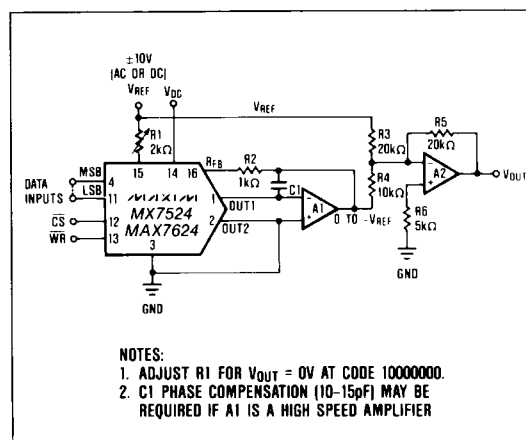 ±10V
(AC OR DC)
VREF
VDC
VREF
R1
2kΩ
R3
20kΩ
R5
20kΩ
15
14
16
RFB
R2
1kΩ
R4
10kΩ
MSB
4
DATA
INPUTS
LSB
11
MAXIM
MX7524
MAX7624
1
OUT1
C1
A1
0 TO -VREF
A2
VOUT
CS
12
WR
13
2
OUT2
3
R6
5kΩ
GND
GND
NOTES:
1. ADJUST R1 FOR VOUT = 0V AT CODE 10000000.
2. C1 PHASE COMPENSATION (10-15pF) MAY BE
REQUIRED IF A1 IS A HIGH SPEED AMPLIFIER